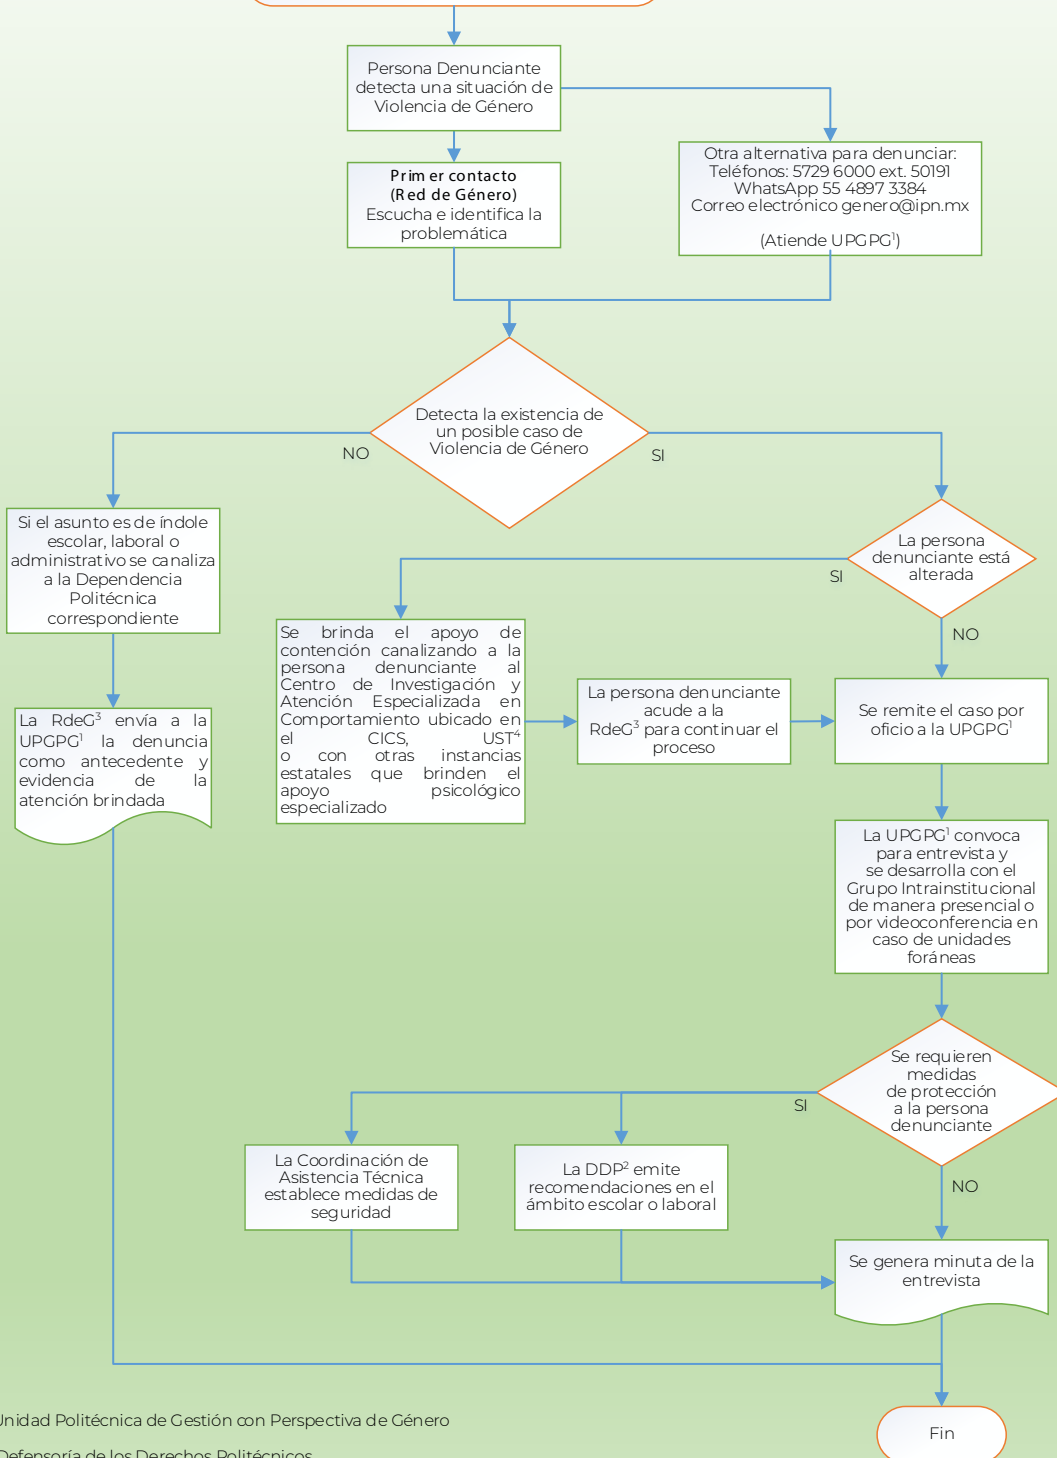 Persona Denunciante
detecta una situación de
Violencia de Género
Primer contacto
(Red de Género)
Escucha e identifica la
problemática
Otra alternativa para denunciar:
Teléfonos: 5729 6000 ext. 50191
WhatsApp 55 4897 3384
Correo electrónico genero@ipn.mx
(Atiende UPGPG¹)
Detecta la existencia de
un posible caso de
Violencia de Género
NO
SI
Si el asunto es de índole
escolar, laboral o
administrativo se canaliza
a la Dependencia
Politécnica
correspondiente
La persona
denunciante está
alterada
SI
NO
Se brinda el apoyo de
contención canalizando a la
persona denunciante al
Centro de Investigación y
Atención Especializada en
Comportamiento ubicado en
el CICS, UST⁴
o con otras instancias
estatales que brinden el
apoyo psicológico
especializado
La persona denunciante
acude a la
RdeG³ para continuar el
proceso
Se remite el caso por
oficio a la UPGPG¹
La RdeG³ envía a la
UPGPG¹ la denuncia
como antecedente y
evidencia de la
atención brindada
La UPGPG¹ convoca
para entrevista y
se desarrolla con el
Grupo Intrainstitucional
de manera presencial o
por videoconferencia en
caso de unidades
foráneas
Se requieren
medidas
de protección
a la persona
denunciante
SI
NO
La Coordinación de
Asistencia Técnica
establece medidas de
seguridad
La DDP² emite
recomendaciones en el
ámbito escolar o laboral
Se genera minuta de la
entrevista
Fin
Unidad Politécnica de Gestión con Perspectiva de Género
Defensoría de los Derechos Politécnicos